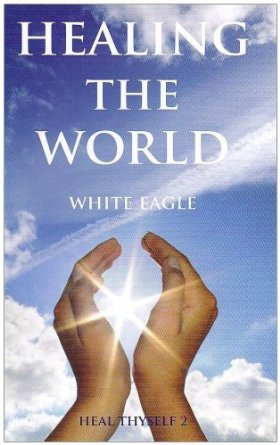 HEALING
THE
WORLD
WHITE EAGLE
HEAL THYSELF 2